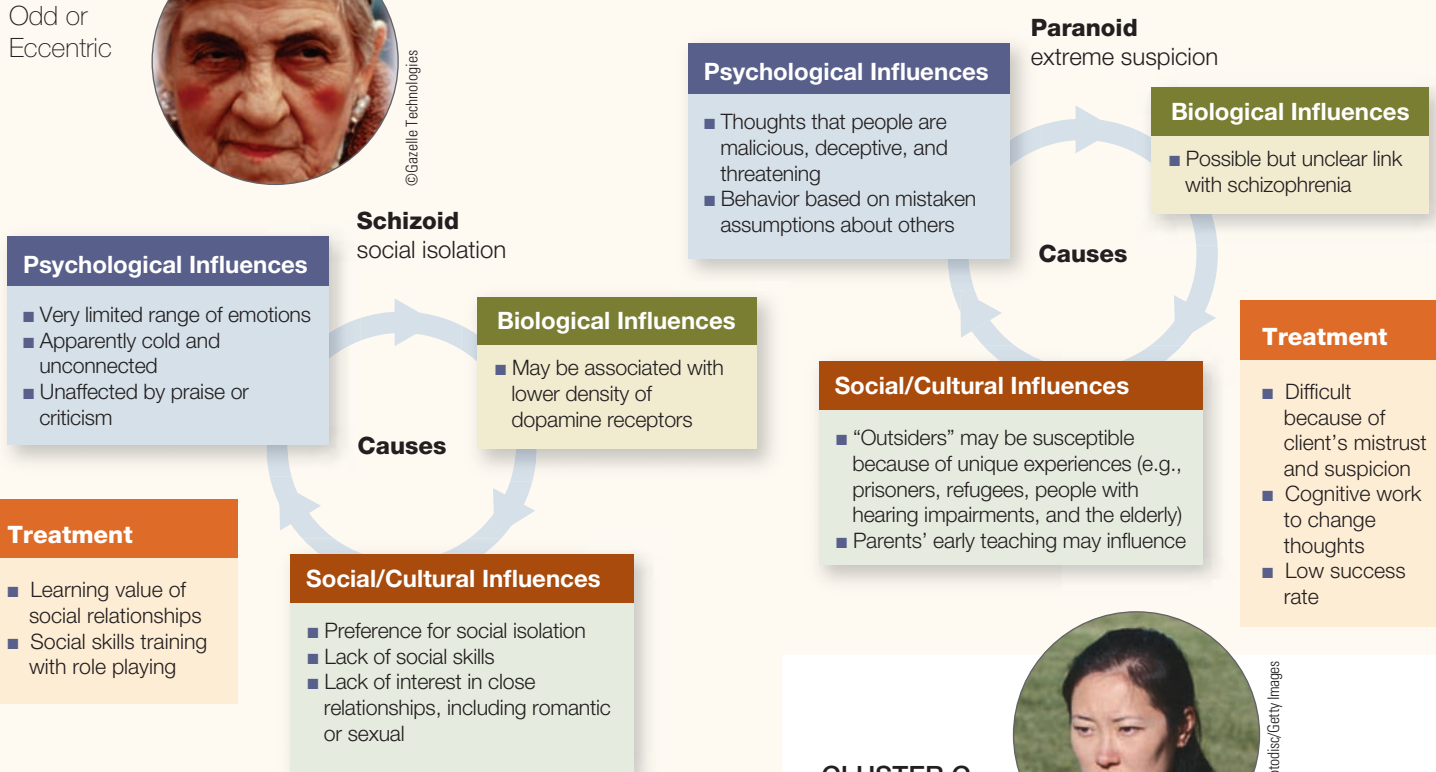 Odd or
Eccentric
©Gazelle Technologies
Schizoid
social isolation
Psychological Influences
■ Very limited range of emotions
■ Apparently cold and
unconnected
■ Unaffected by praise or
criticism
Biological Influences
■ May be associated with
lower density of
dopamine receptors
Causes
Treatment
■ Learning value of
social relationships
■ Social skills training
with role playing
Social/Cultural Influences
■ Preference for social isolation
■ Lack of social skills
■ Lack of interest in close
relationships, including romantic
or sexual
Paranoid
extreme suspicion
Psychological Influences
■ Thoughts that people are
malicious, deceptive, and
threatening
■ Behavior based on mistaken
assumptions about others
Biological Influences
■ Possible but unclear link
with schizophrenia
Causes
Social/Cultural Influences
■ “Outsiders” may be susceptible
because of unique experiences (e.g.,
prisoners, refugees, people with
hearing impairments, and the elderly)
■ Parents’ early teaching may influence
Treatment
■ Difficult
because of
client’s mistrust
and suspicion
■ Cognitive work
to change
thoughts
■ Low success
rate
CLUSTER C
todisc/Getty Images